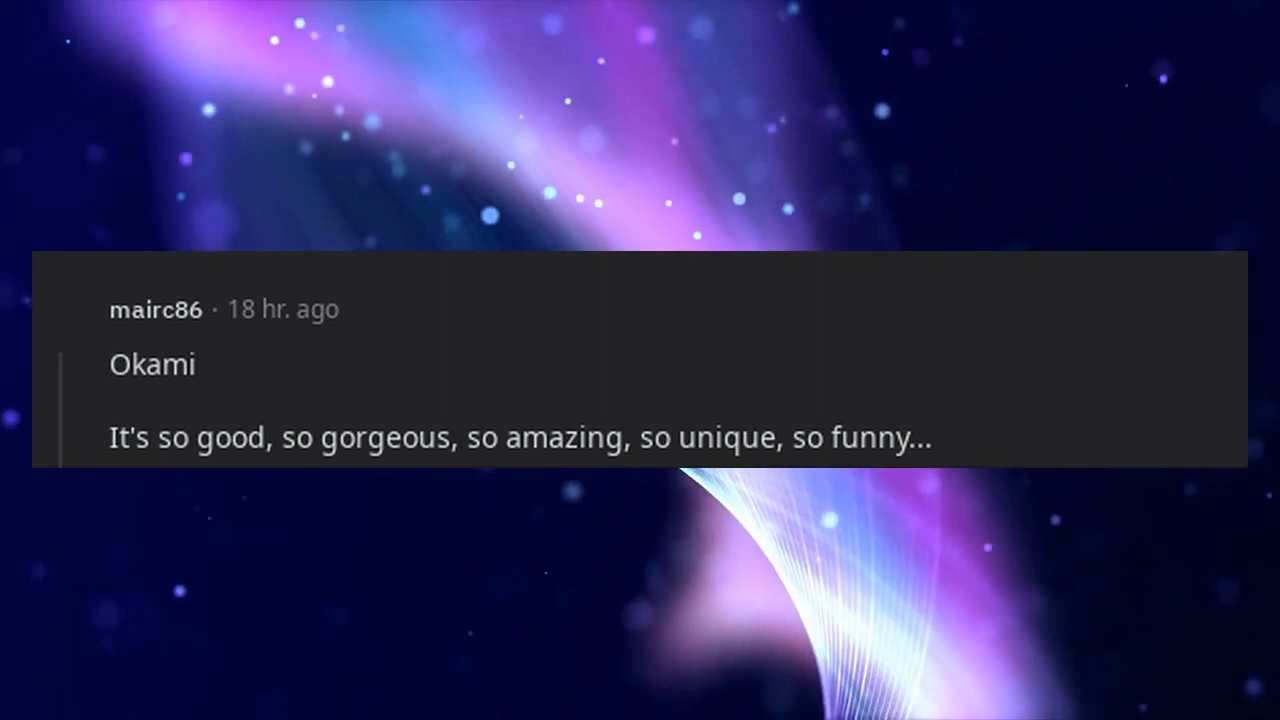 mairc86 · 18 hr. ago
Okami
It's so good, so gorgeous, so amazing, so unique, so funny...